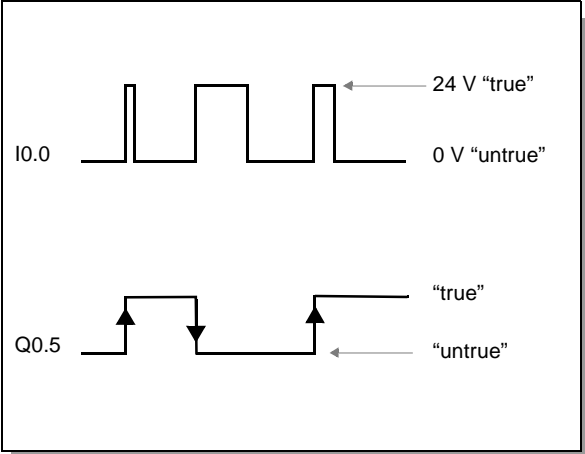 24 V “true”
I0.0
0 V “untrue”
“true”
Q0.5
“untrue”